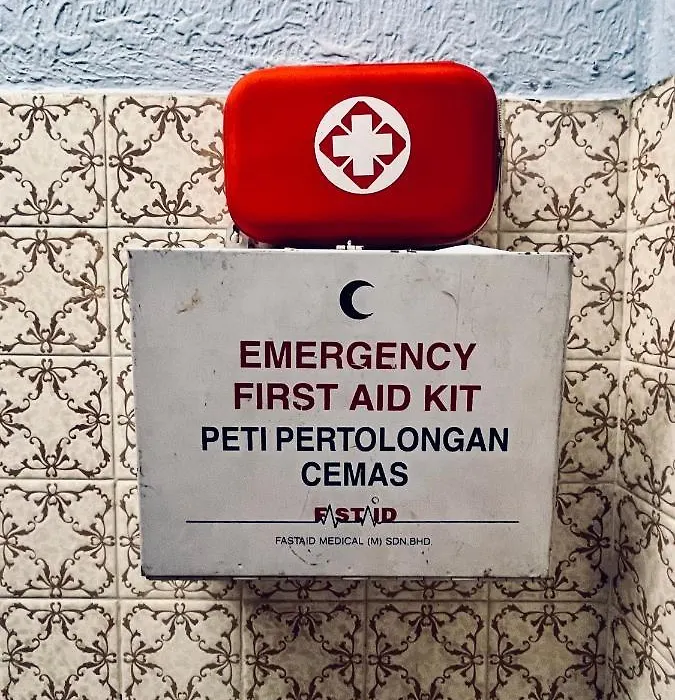 EMERGENCY
FIRST AID KIT
PETI PERTOLONGAN
CEMAS
FASTAID
FASTAID MEDICAL (M) SDN.BHD.